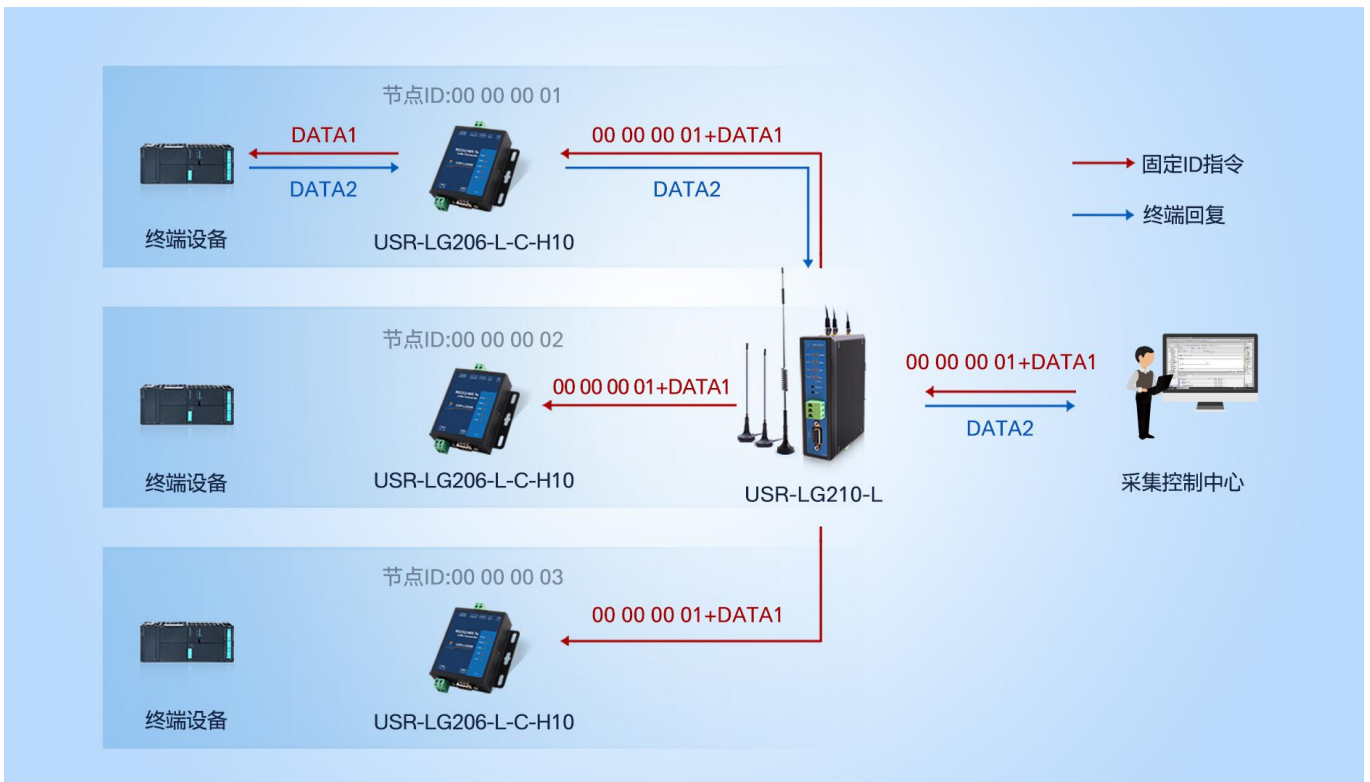 节点ID:00 00 00 01
DATA1
00 00 00 01+DATA1
DATA2
DATA2
终端设备
USR-LG206-L-C-H10
固定ID指令
终端回复
节点ID:00 00 00 02
00 00 00 01+DATA1
终端设备
USR-LG206-L-C-H10
USR-LG210-L
00 00 00 01+DATA1
DATA2
采集控制中心
节点ID:00 00 00 03
00 00 00 01+DATA1
终端设备
USR-LG206-L-C-H10